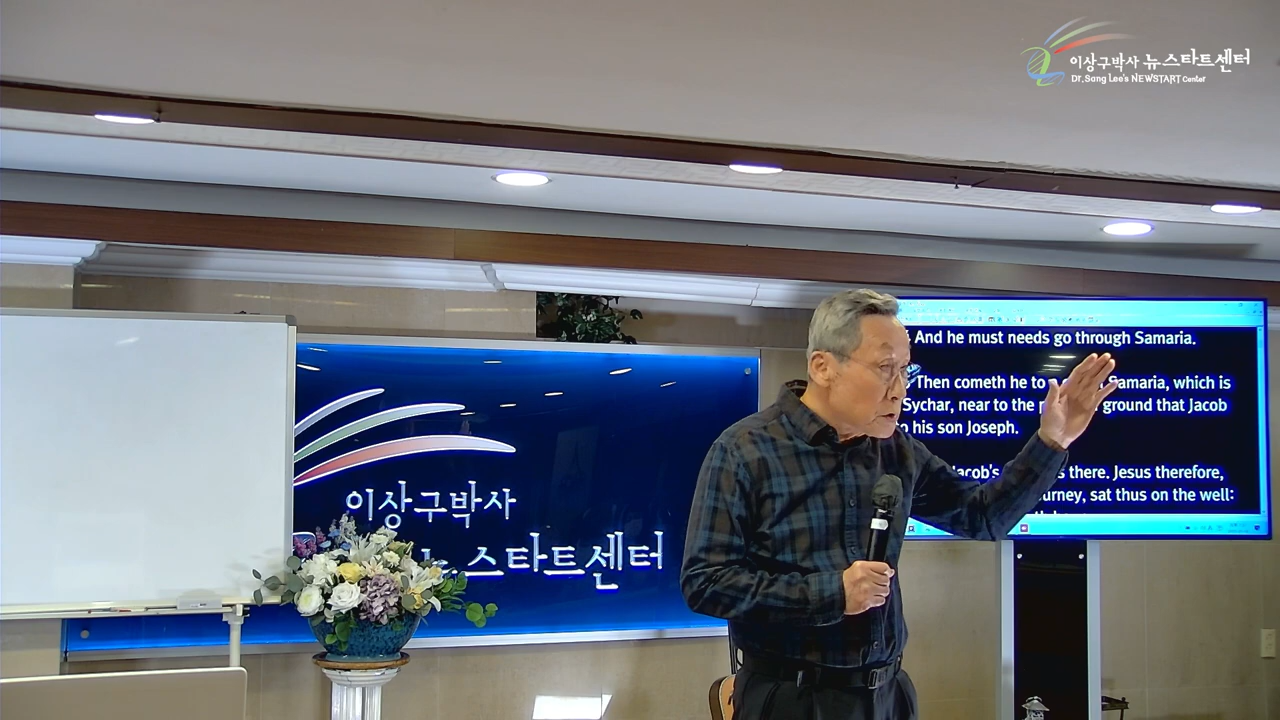 이상구박사 뉴스타트센터
Dr. Sang Lee's NEWSTART Center
And he must needs go through Samaria.
Then cometh he to Samaria, which is
Sychar, near to the ground that Jacob
his son Joseph.
Jacob's there. Jesus therefore,
sat thus on the well:
이상구박사
스타트센터